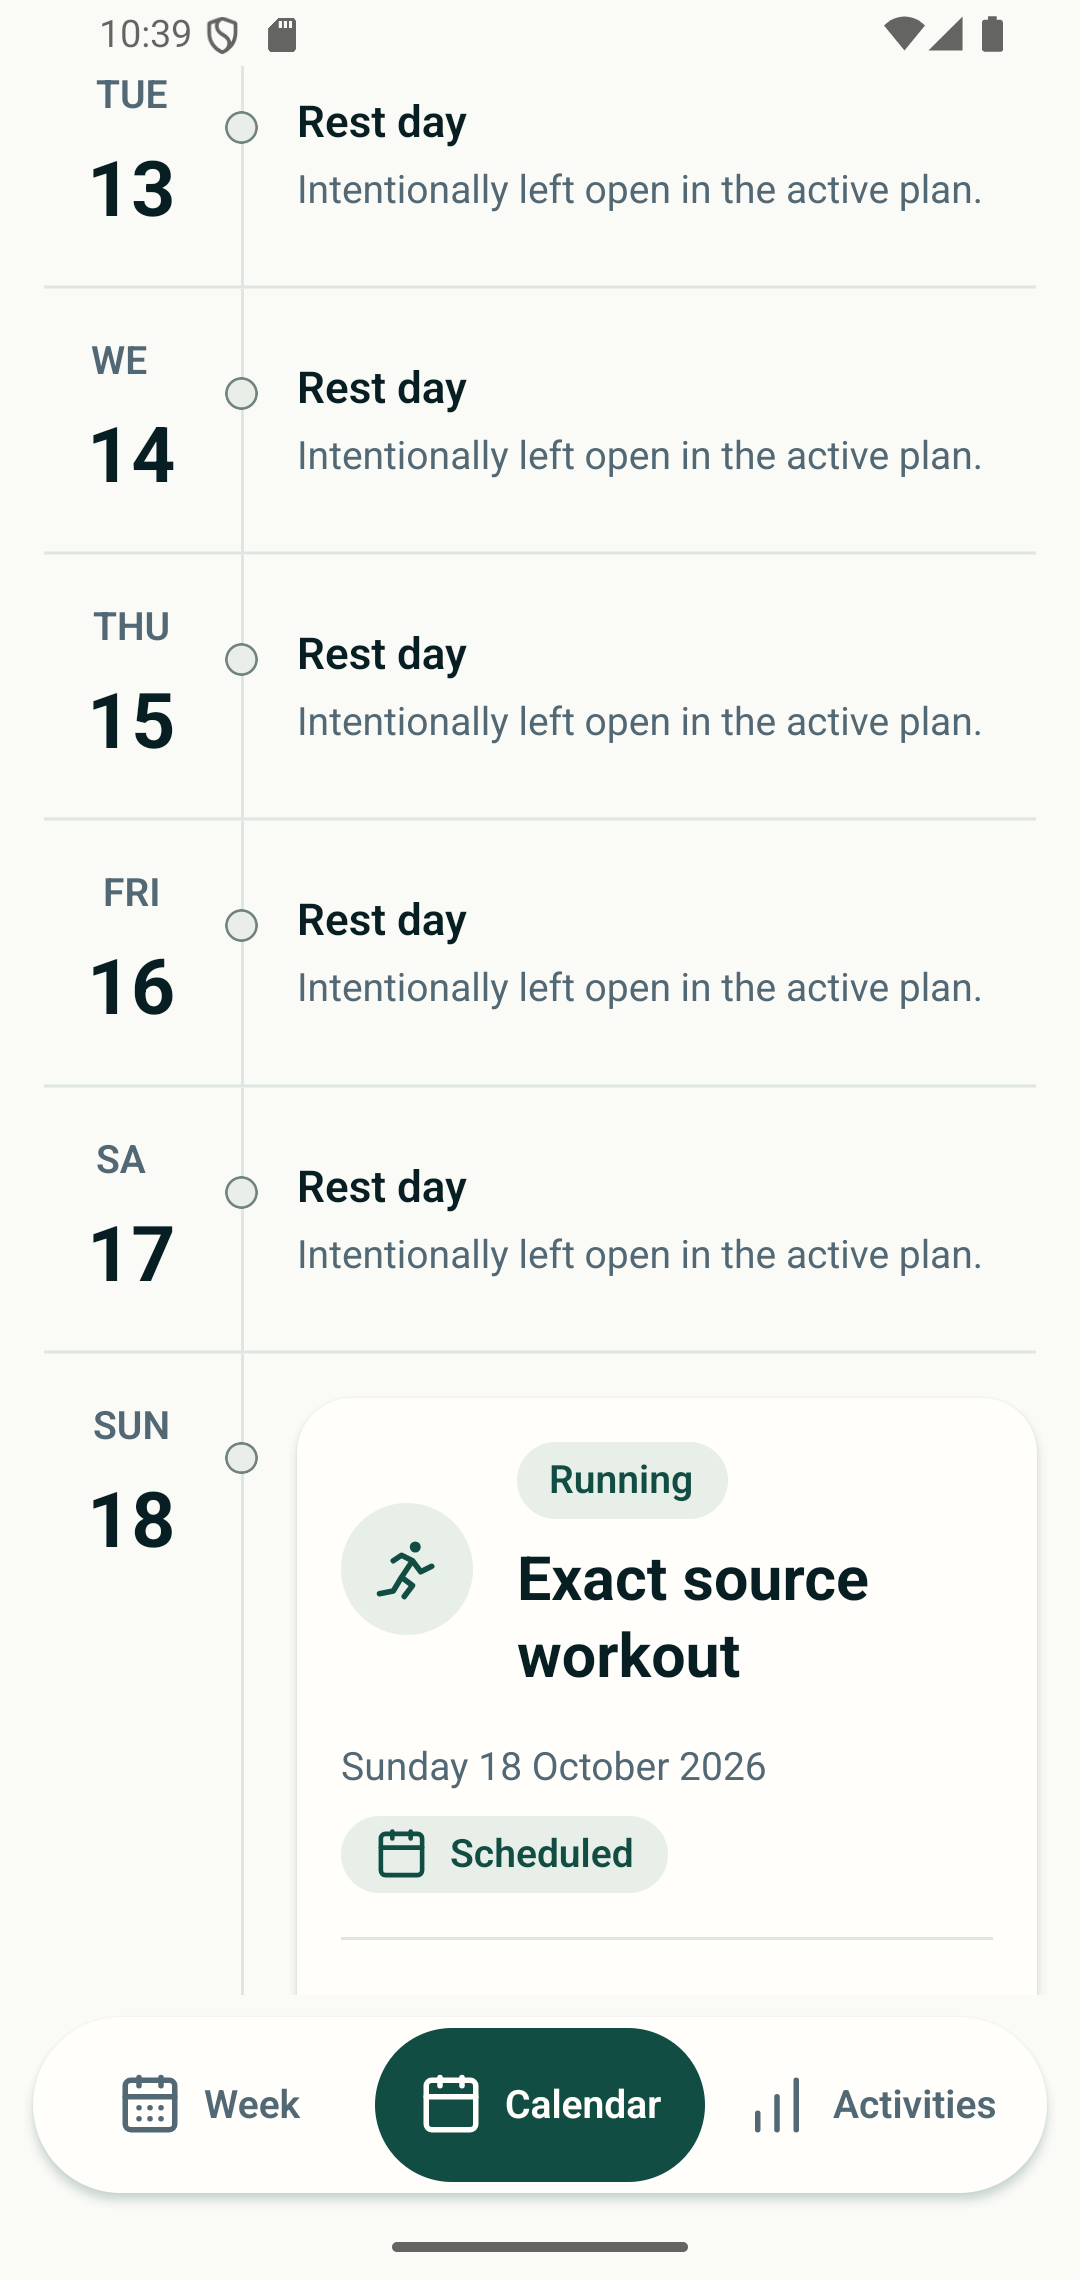 10:39
TUE
13
Rest day
Intentionally left open in the active plan.
WE
14
Rest day
Intentionally left open in the active plan.
THU
15
Rest day
Intentionally left open in the active plan.
FRI
16
Rest day
Intentionally left open in the active plan.
SA
17
Rest day
Intentionally left open in the active plan.
SUN
18
Running
Exact source
workout
Sunday 18 October 2026
Scheduled
Week
Calendar
Activities